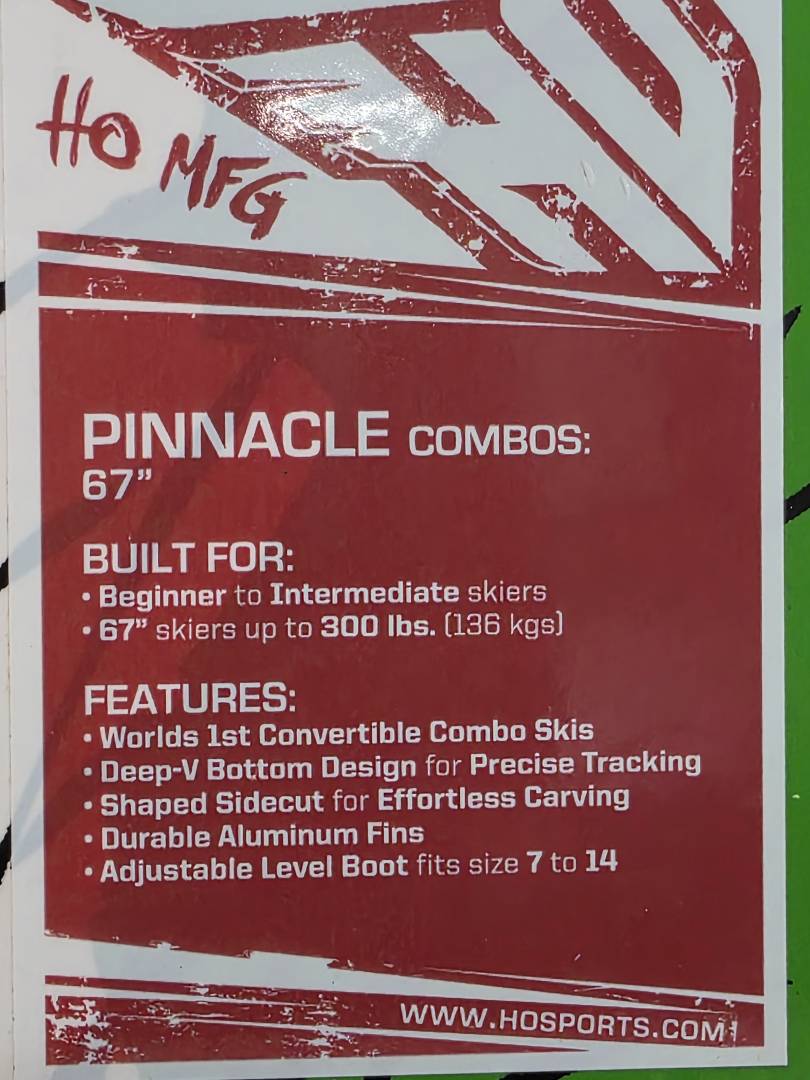 HO MFG
PINNACLE COMBOS:
67”
BUILT FOR:
• Beginner to Intermediate skiers
• 67” skiers up to 300 lbs. (136 kgs)
FEATURES:
• Worlds 1st Convertible Combo Skis
• Deep-V Bottom Design for Precise Tracking
• Shaped Sidecut for Effortless Carving
• Durable Aluminum Fins
• Adjustable Level Boot fits size 7 to 14
WWW.HOSPORTS.COM